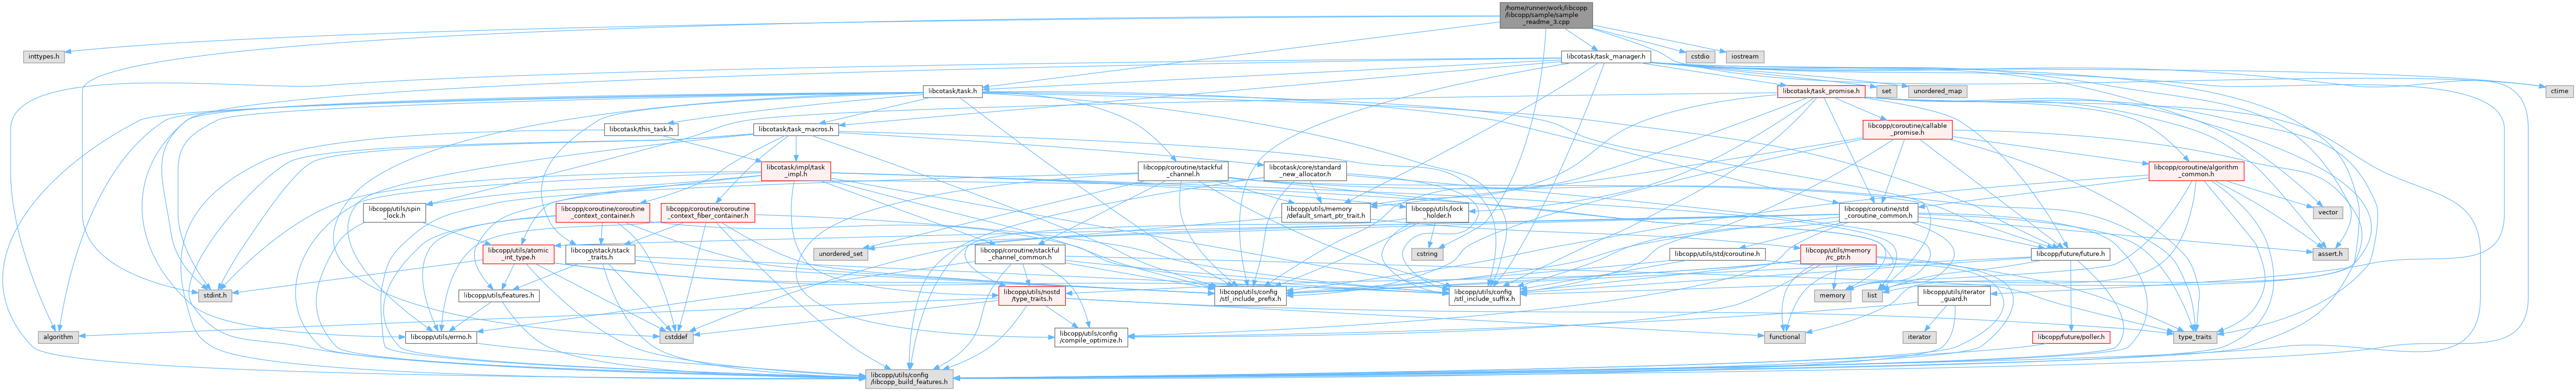 /home/runner/work/libcopp
/libcopp/sample/sample
_readme_3.cpp
inttypes.h
libcotask/task_manager.h
cstdio
iostream
libcotask/task.h
libcotask/task_promise.h
set
unordered_map
ctime
libcotask/this_task.h
libcotask/task_macros.h
libcopp/coroutine/callable
_promise.h
libcotask/impl/task
_impl.h
libcopp/coroutine/stackful
_channel.h
libcotask/core/standard
_new_allocator.h
libcopp/coroutine/algorithm
_common.h
libcopp/utils/spin
_lock.h
libcopp/coroutine/coroutine
_context_container.h
libcopp/coroutine/coroutine
_context_fiber_container.h
libcopp/utils/memory
/default_smart_ptr_trait.h
libcopp/utils/lock
_holder.h
libcopp/coroutine/std
_coroutine_common.h
vector
libcopp/utils/atomic
_int_type.h
libcopp/stack/stack
_traits.h
unordered_set
libcopp/coroutine/stackful
_channel_common.h
cstring
libcopp/utils/std/coroutine.h
libcopp/utils/memory
/rc_ptr.h
libcopp/future/future.h
assert.h
stdint.h
libcopp/utils/features.h
libcopp/utils/nostd
/type_traits.h
libcopp/utils/config
/stl_include_prefix.h
libcopp/utils/config
/stl_include_suffix.h
memory
list
libcopp/utils/iterator
_guard.h
algorithm
libcopp/utils/errno.h
cstddef
libcopp/utils/config
/compile_optimize.h
functional
iterator
libcopp/future/poller.h
type_traits
libcopp/utils/config
/libcopp_build_features.h